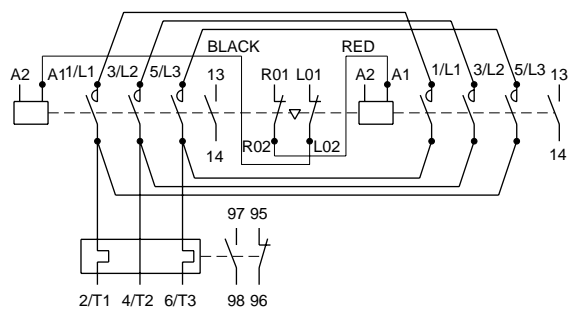 BLACK RED
A2 A1 1/L1 3/L2 5/L3 13 R01 L01 A2 A1 1/L1 3/L2 5/L3 13
14 R02 L02 14
97 95
2/T1 4/T2 6/T3 98 96